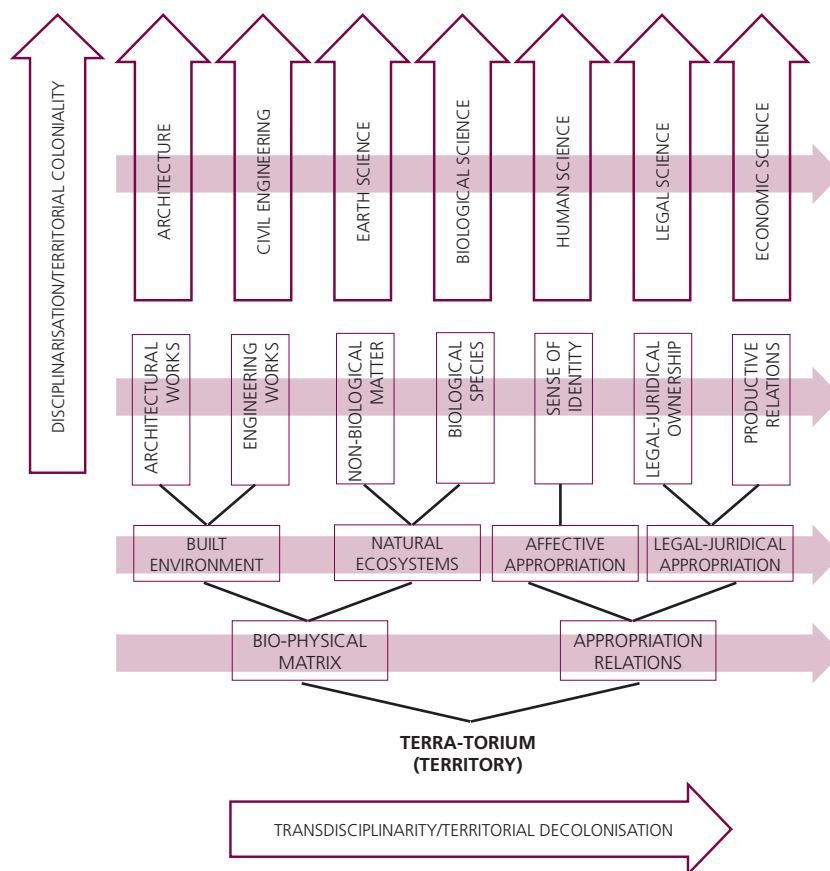 DISCIPLINARISATION/TERRITORIAL COLONIALITY
ARCHITECTURE
CIVIL ENGINEERING
EARTH SCIENCE
BIOLOGICAL SCIENCE
HUMAN SCIENCE
LEGAL SCIENCE
ECONOMIC SCIENCE
ARCHITECTURAL
WORKS
ENGINEERING
WORKS
NON-BIOLOGICAL
MATTER
BIOLOGICAL
SPECIES
SENSE OF
IDENTITY
LEGAL-JURIDICAL
OWNERSHIP
PRODUCTIVE
RELATIONS
BUILT
ENVIRONMENT
NATURAL
ECOSYSTEMS
AFFECTIVE
APPROPRIATION
LEGAL-JURIDICAL
APPROPRIATION
BIO-PHYSICAL
MATRIX
APPROPRIATION
RELATIONS
TERRA-TORIUM
(TERRITORY)
TRANSDISCIPLINARITY/TERRITORIAL DECOLONISATION